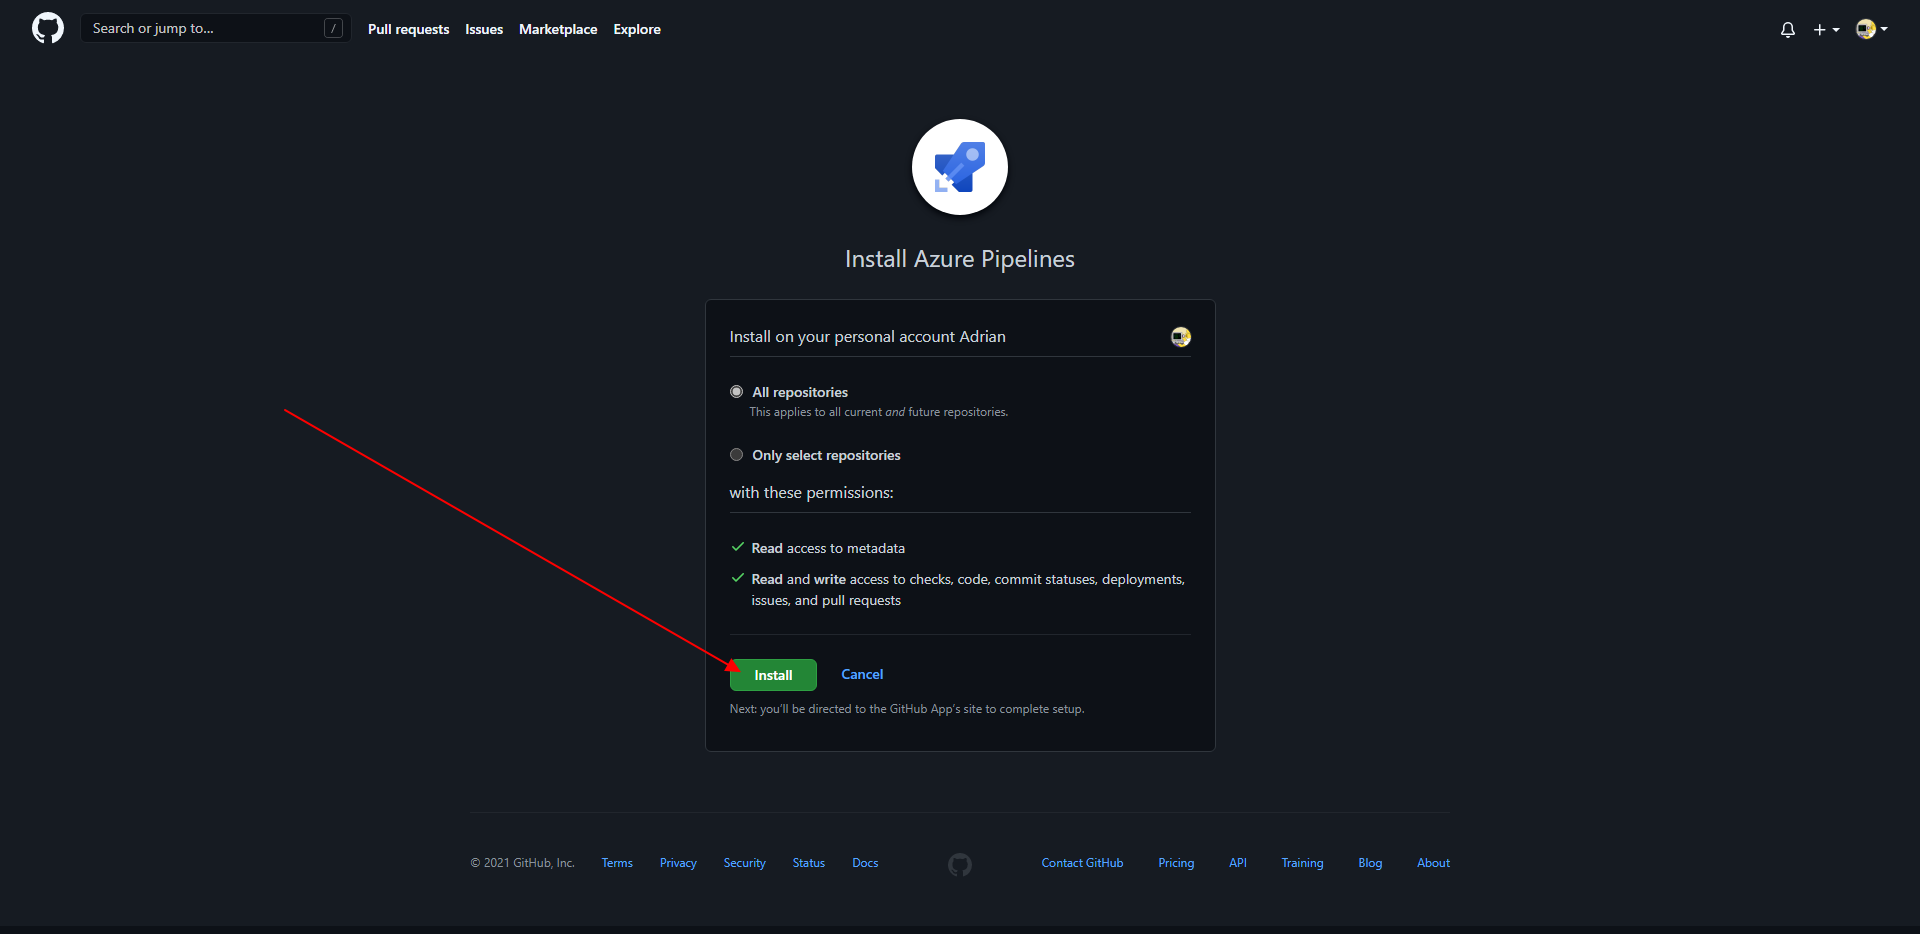 Search or jump to... /
Pull requests Issues Marketplace Explore
Install Azure Pipelines
Install on your personal account Adrian
All repositories
This applies to all current and future repositories.
Only select repositories
with these permissions:
Read access to metadata
Read and write access to checks, code, commit statuses, deployments,
issues, and pull requests
Install Cancel
Next: you'll be directed to the GitHub App's site to complete setup.
© 2021 GitHub, Inc. Terms Privacy Security Status Docs Contact GitHub Pricing API Training Blog About